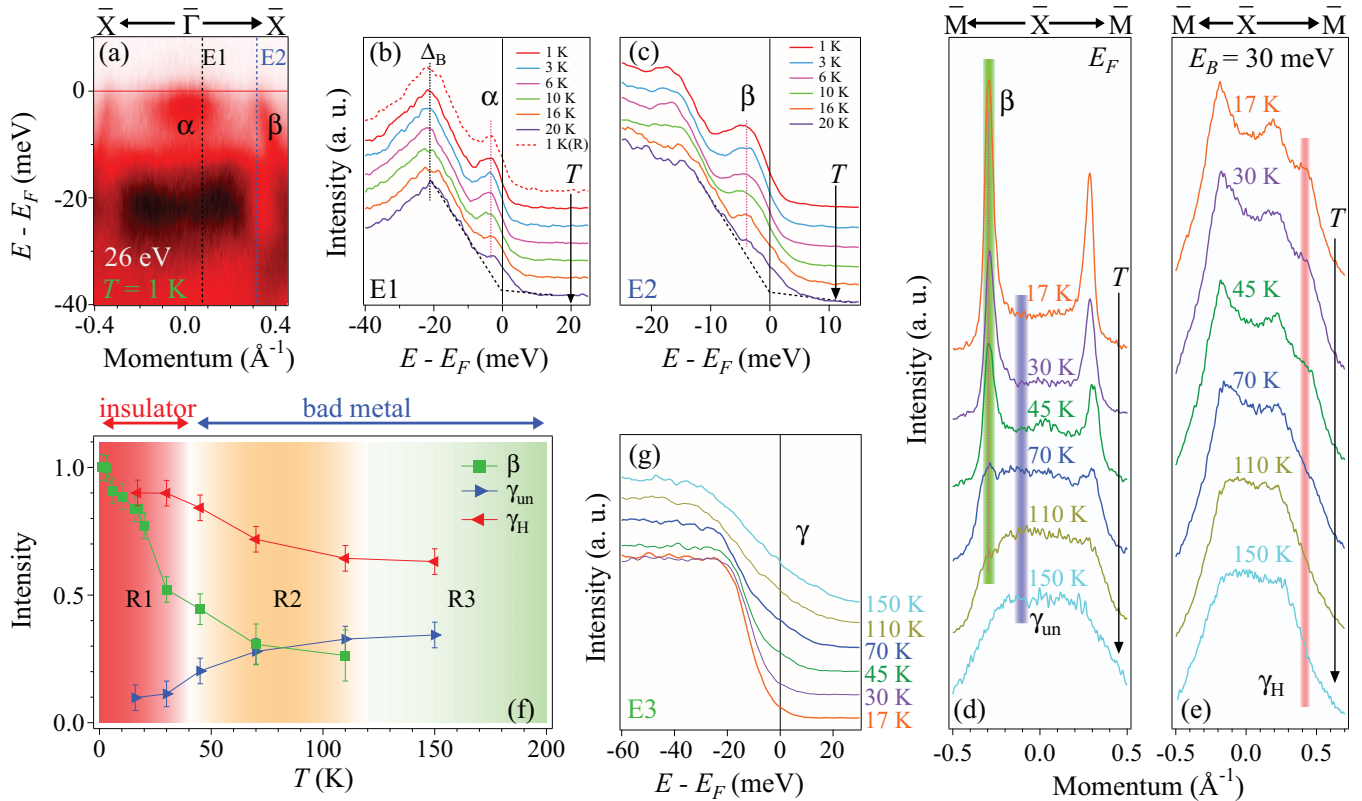 X̅ Γ̅ X̅
(a) E1 E2
α β
26 eV
T = 1 K
E - E_F (meV)
0
-20
-40
-0.4 0.0 0.4
Momentum (Å⁻¹)
(b) Δ_B
α
1 K
3 K
6 K
10 K
16 K
20 K
1 K(R)
T
E1
Intensity (a. u.)
-40 -20 0 20
E - E_F (meV)
(c)
β
1 K
3 K
6 K
10 K
16 K
20 K
T
E2
-20 -10 0 10
E - E_F (meV)
M̅ X̅ M̅
E_F
β
17 K
T
30 K
45 K
70 K
110 K
150 K
γ_un
(d)
Intensity (a. u.)
-0.5 0.0 0.5
M̅ X̅ M̅
E_B = 30 meV
17 K
30 K
T
45 K
70 K
110 K
150 K
γ_H
(e)
-0.5 0.0 0.5
Momentum (Å⁻¹)
insulator bad metal
β
γ_un
γ_H
R1 R2 R3
(f)
Intensity
1.0
0.5
0.0
0 50 100 150 200
T (K)
(g)
γ
150 K
110 K
70 K
45 K
30 K
17 K
E3
Intensity (a. u.)
-60 -40 -20 0 20
E - E_F (meV)